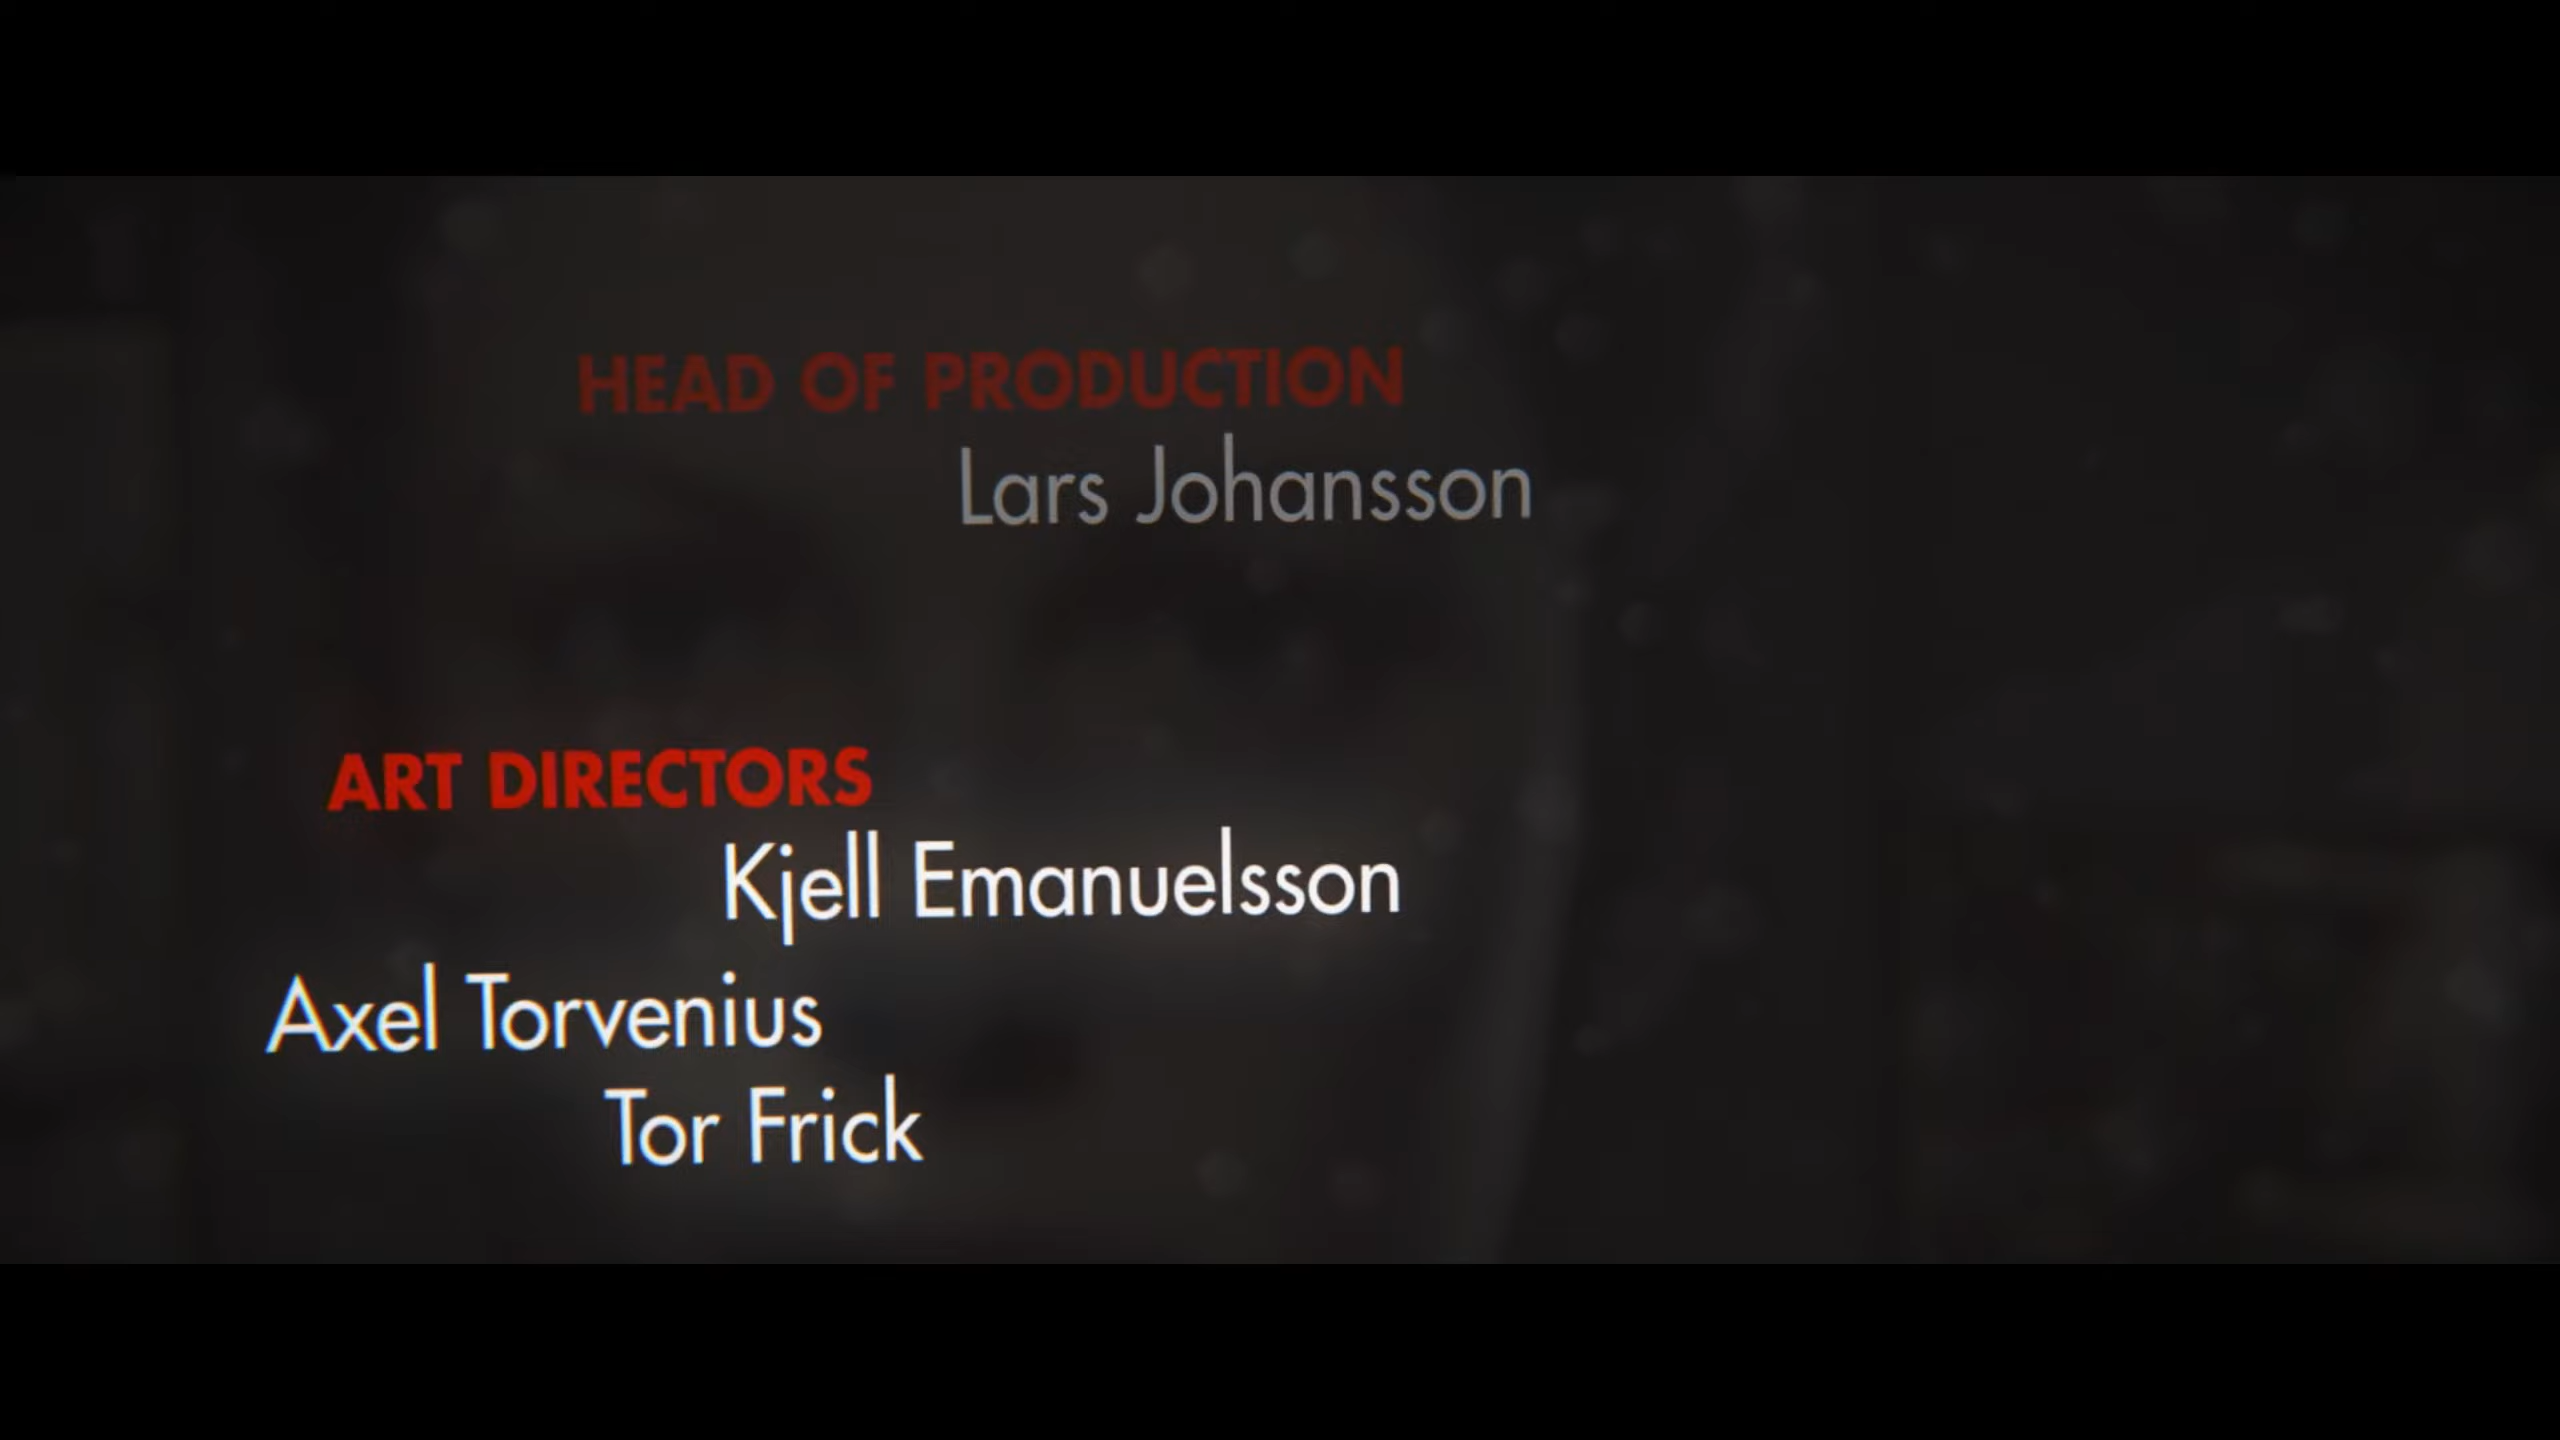 HEAD OF PRODUCTION
Lars Johansson
ART DIRECTORS
Kjell Emanuelsson
Axel Torvenius
Tor Frick